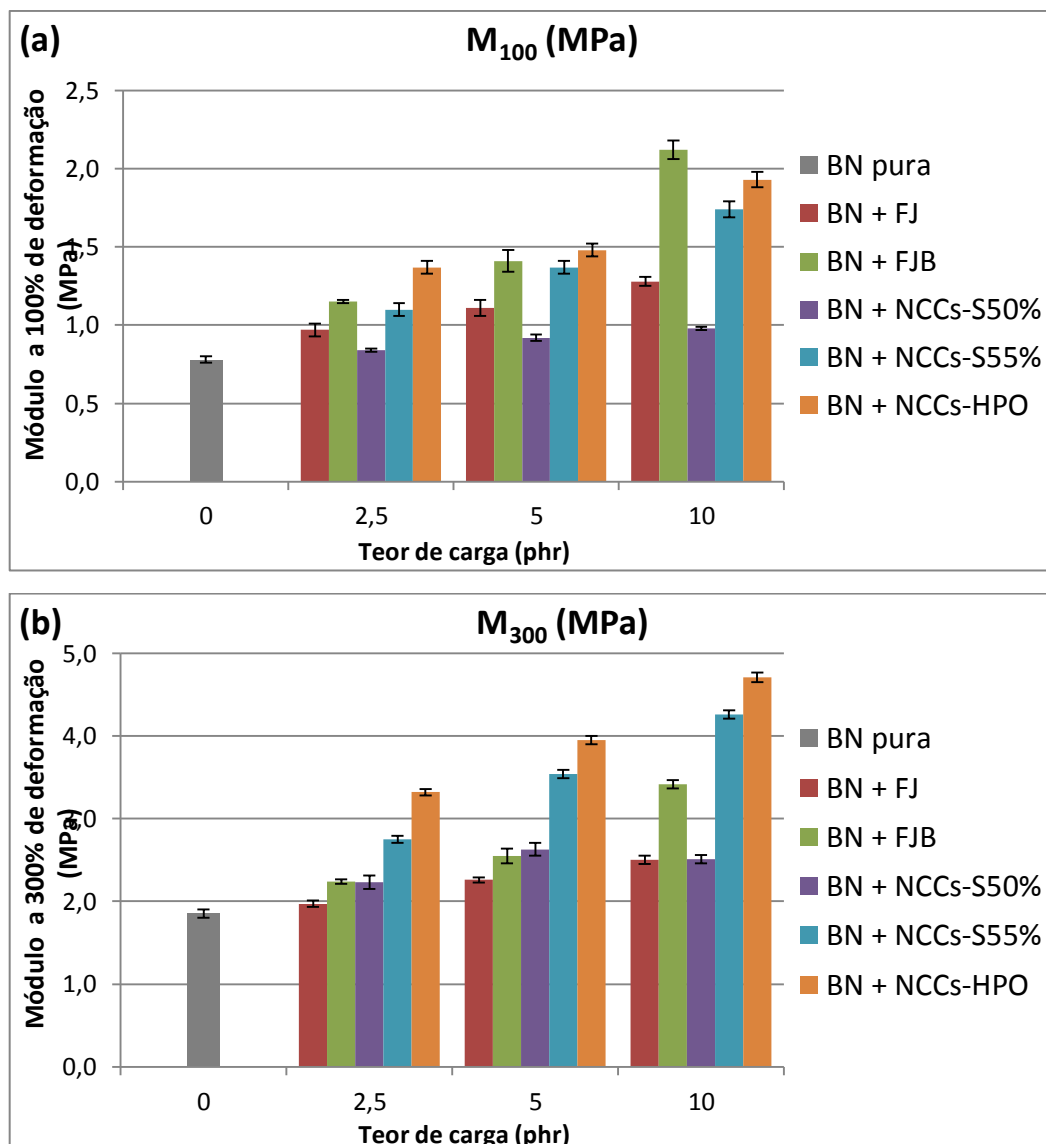 (a)
M100 (MPa)
Módulo a 100% de deformação
(MPa)
2,5
2,0
1,5
1,0
0,5
0,0
0
2,5
5
10
Teor de carga (phr)
BN pura
BN + FJ
BN + FJB
BN + NCCs-S50%
BN + NCCs-S55%
BN + NCCs-HPO
(b)
M300 (MPa)
Módulo a 300% de deformação
(MPa)
5,0
4,0
3,0
2,0
1,0
0,0
0
2,5
5
10
Teor de carga (phr)
BN pura
BN + FJ
BN + FJB
BN + NCCs-S50%
BN + NCCs-S55%
BN + NCCs-HPO